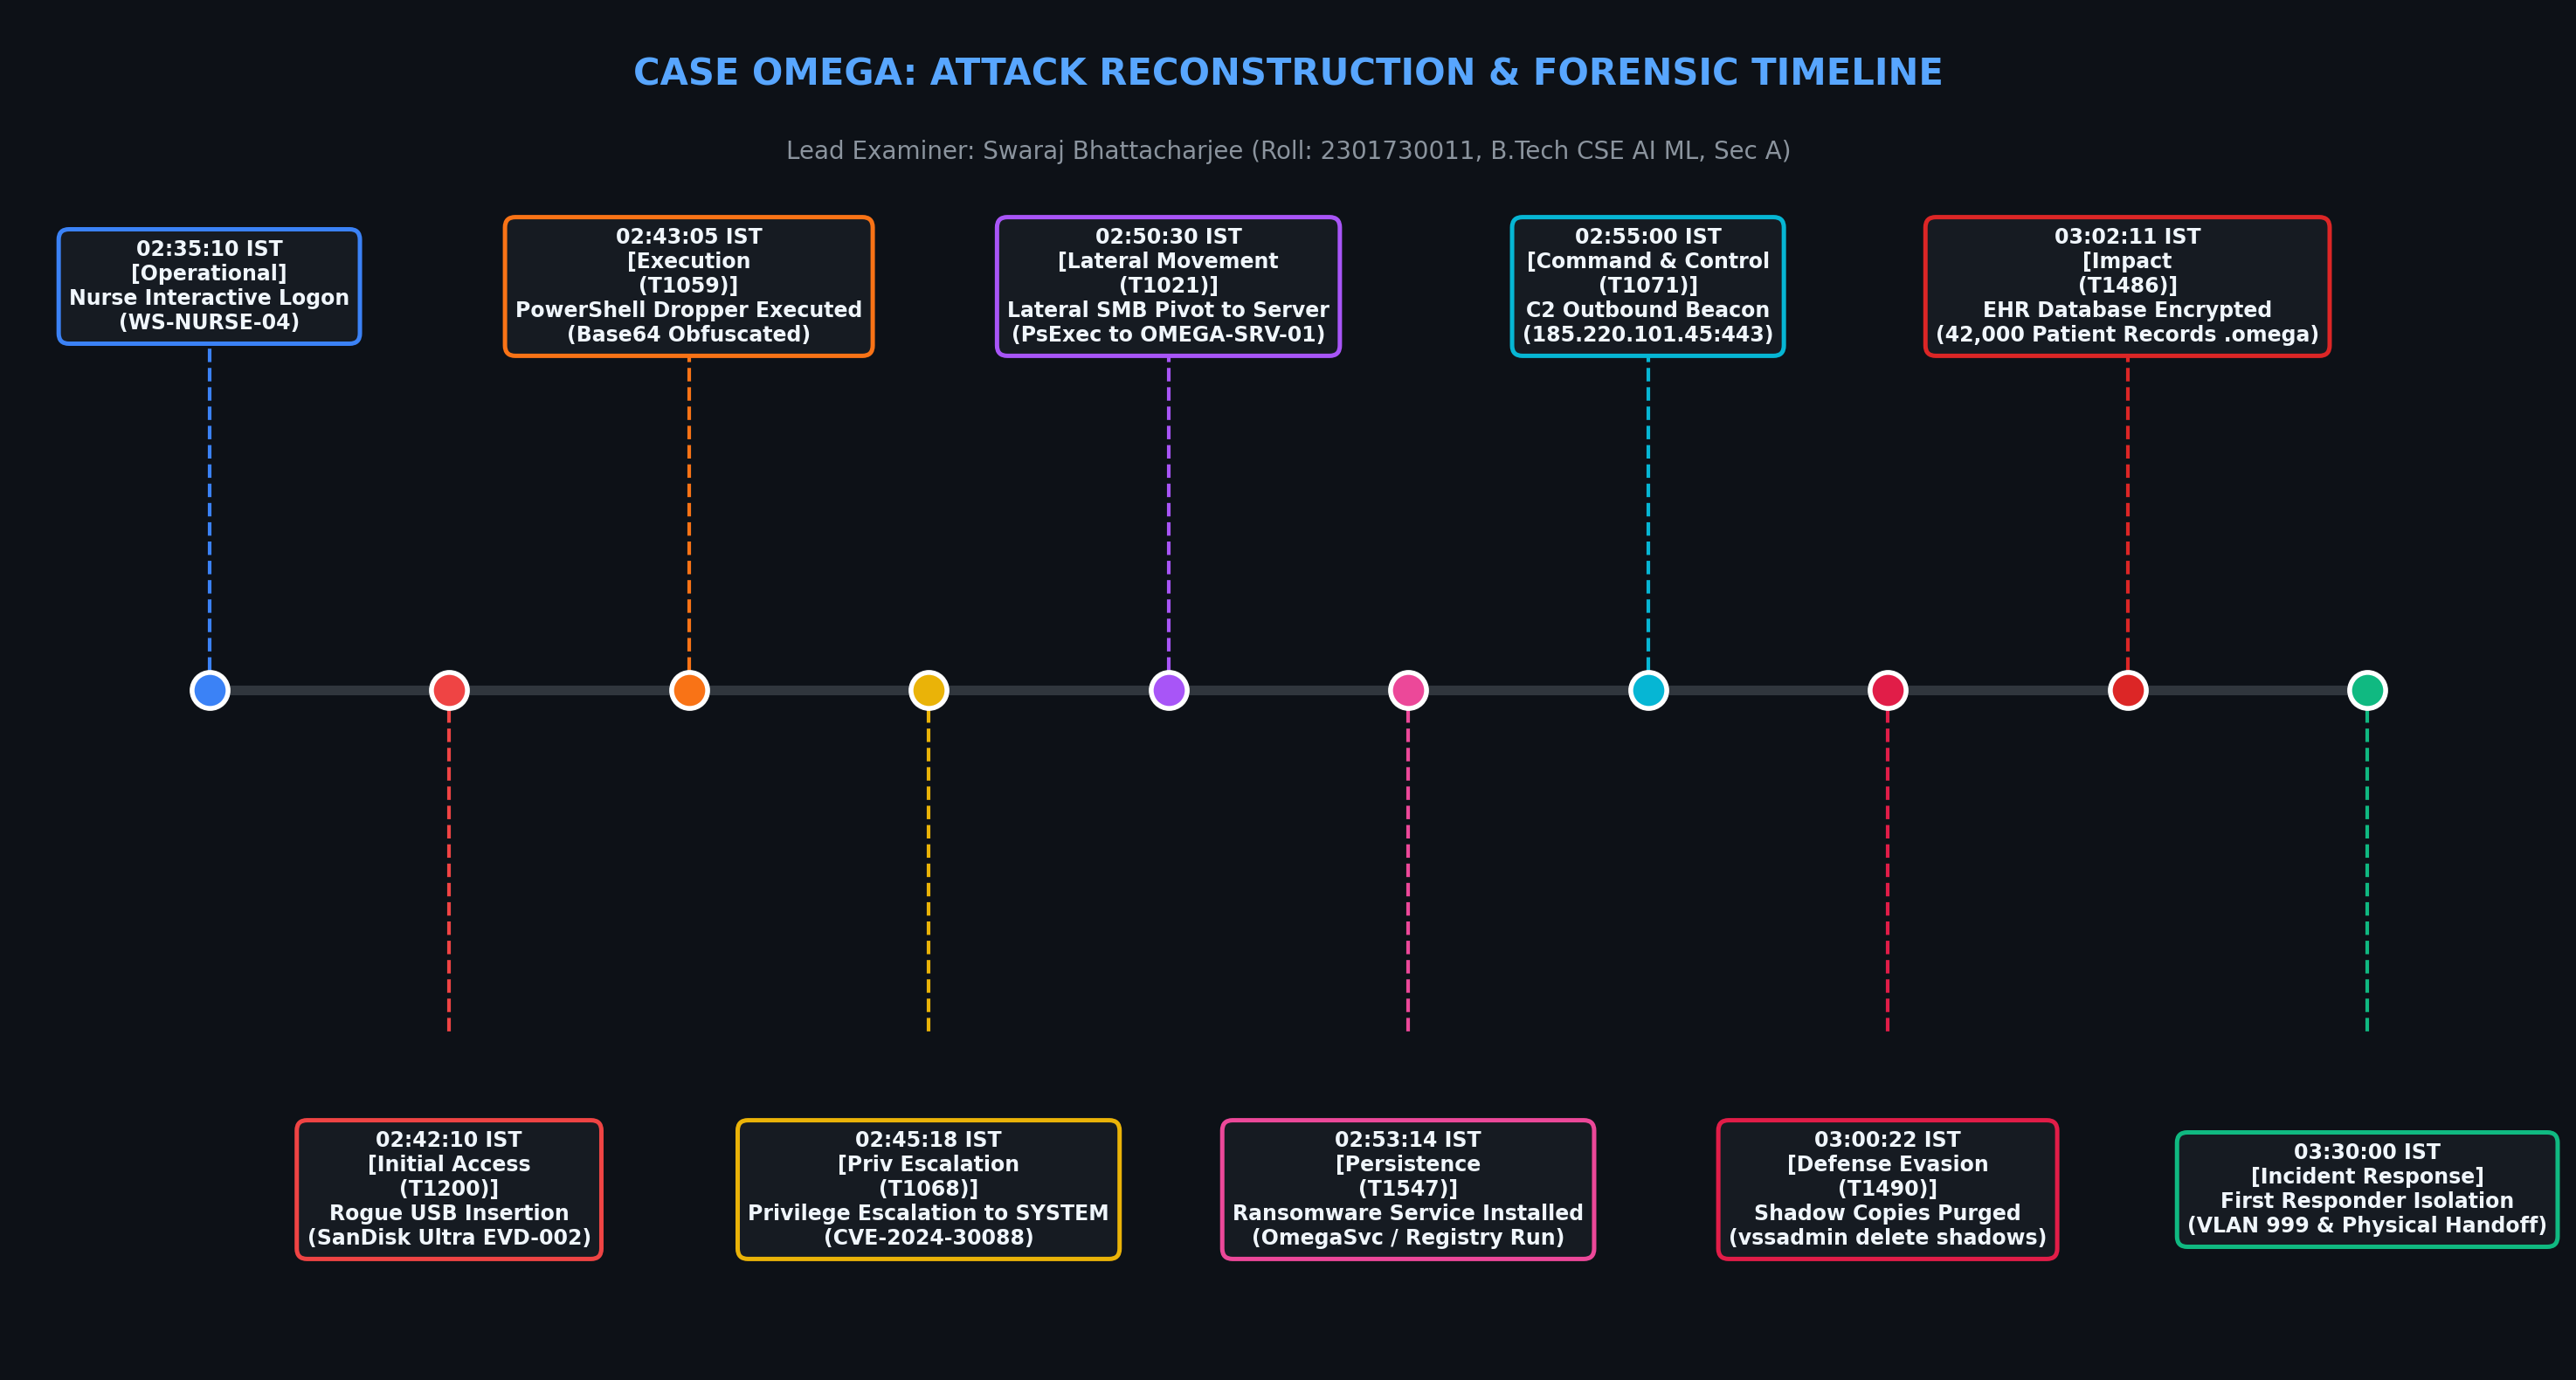 CASE OMEGA: ATTACK RECONSTRUCTION & FORENSIC TIMELINE
Lead Examiner: Swaraj Bhattacharjee (Roll: 2301730011, B.Tech CSE AI ML, Sec A)
02:35:10 IST
[Operational]
Nurse Interactive Logon
(WS-NURSE-04)
02:43:05 IST
[Execution
(T1059)]
PowerShell Dropper Executed
(Base64 Obfuscated)
02:50:30 IST
[Lateral Movement
(T1021)]
Lateral SMB Pivot to Server
(PsExec to OMEGA-SRV-01)
02:55:00 IST
[Command & Control
(T1071)]
C2 Outbound Beacon
(185.220.101.45:443)
03:02:11 IST
[Impact
(T1486)]
EHR Database Encrypted
(42,000 Patient Records .omega)
02:42:10 IST
[Initial Access
(T1200)]
Rogue USB Insertion
(SanDisk Ultra EVD-002)
02:45:18 IST
[Priv Escalation
(T1068)]
Privilege Escalation to SYSTEM
(CVE-2024-30088)
02:53:14 IST
[Persistence
(T1547)]
Ransomware Service Installed
(OmegaSvc / Registry Run)
03:00:22 IST
[Defense Evasion
(T1490)]
Shadow Copies Purged
(vssadmin delete shadows)
03:30:00 IST
[Incident Response]
First Responder Isolation
(VLAN 999 & Physical Handoff)